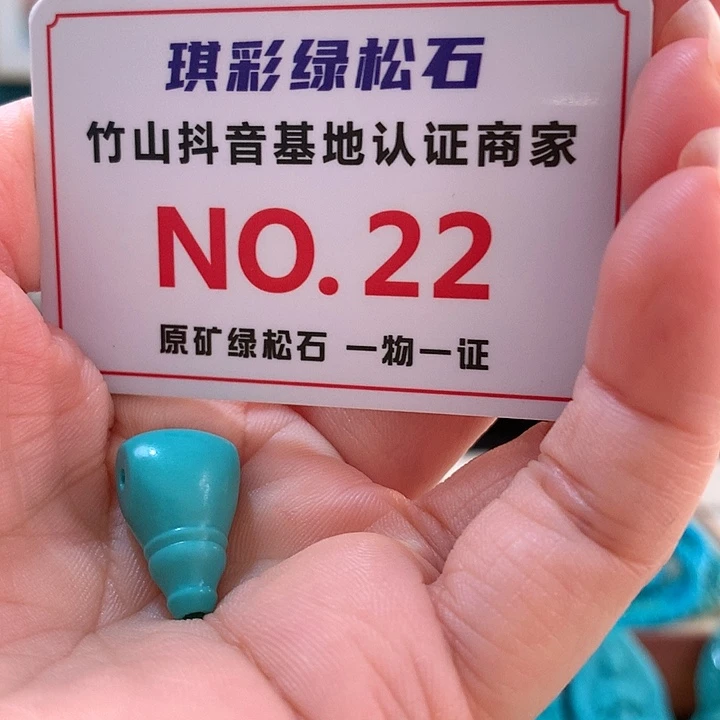 琪彩绿松石
竹山抖音基地认证商家
NO. 22
原矿绿松石 一物一证